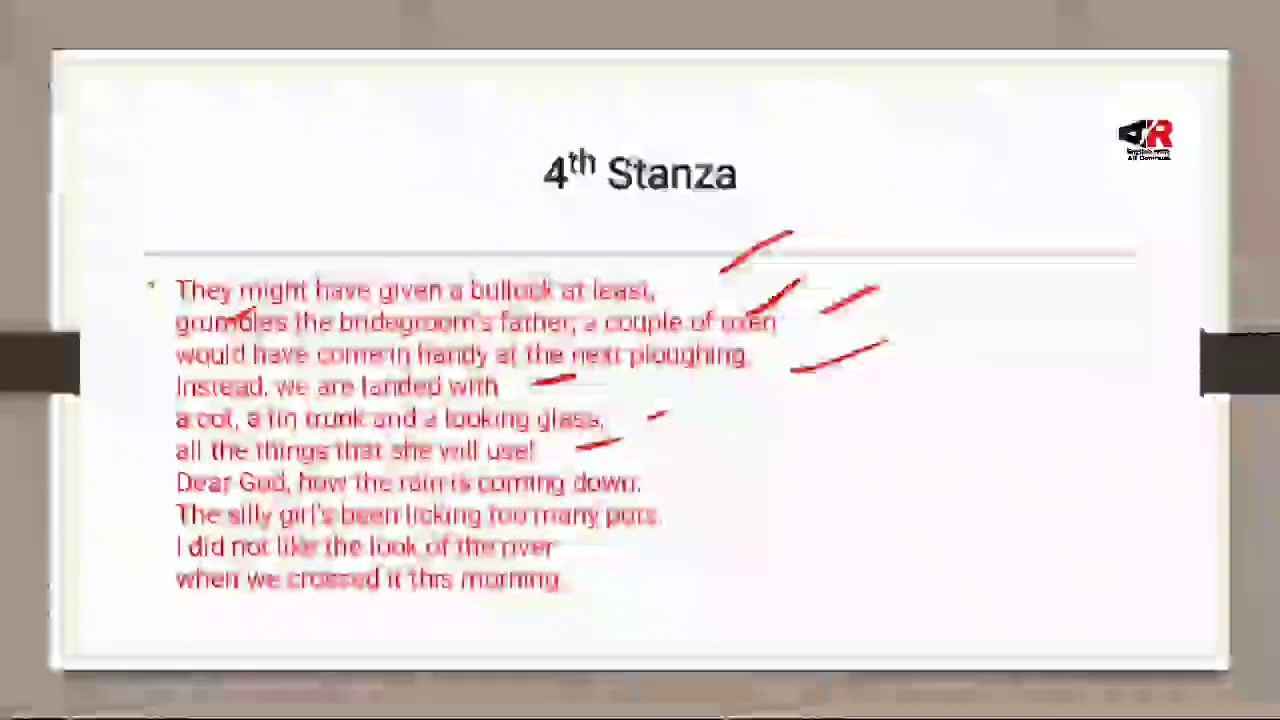 4th Stanza
They might have given a bullock at least,
grumbles the bridegroom's father; a couple of oxen
would have come in handy at the next ploughing.
Instead, we are landed with
a cot, a tin trunk and a looking glass,
all the things that she will use!
Dear God, how the rain is coming down.
The silly girl's been licking too many pots.
I did not like the look of the river
when we crossed it this morning.
AR